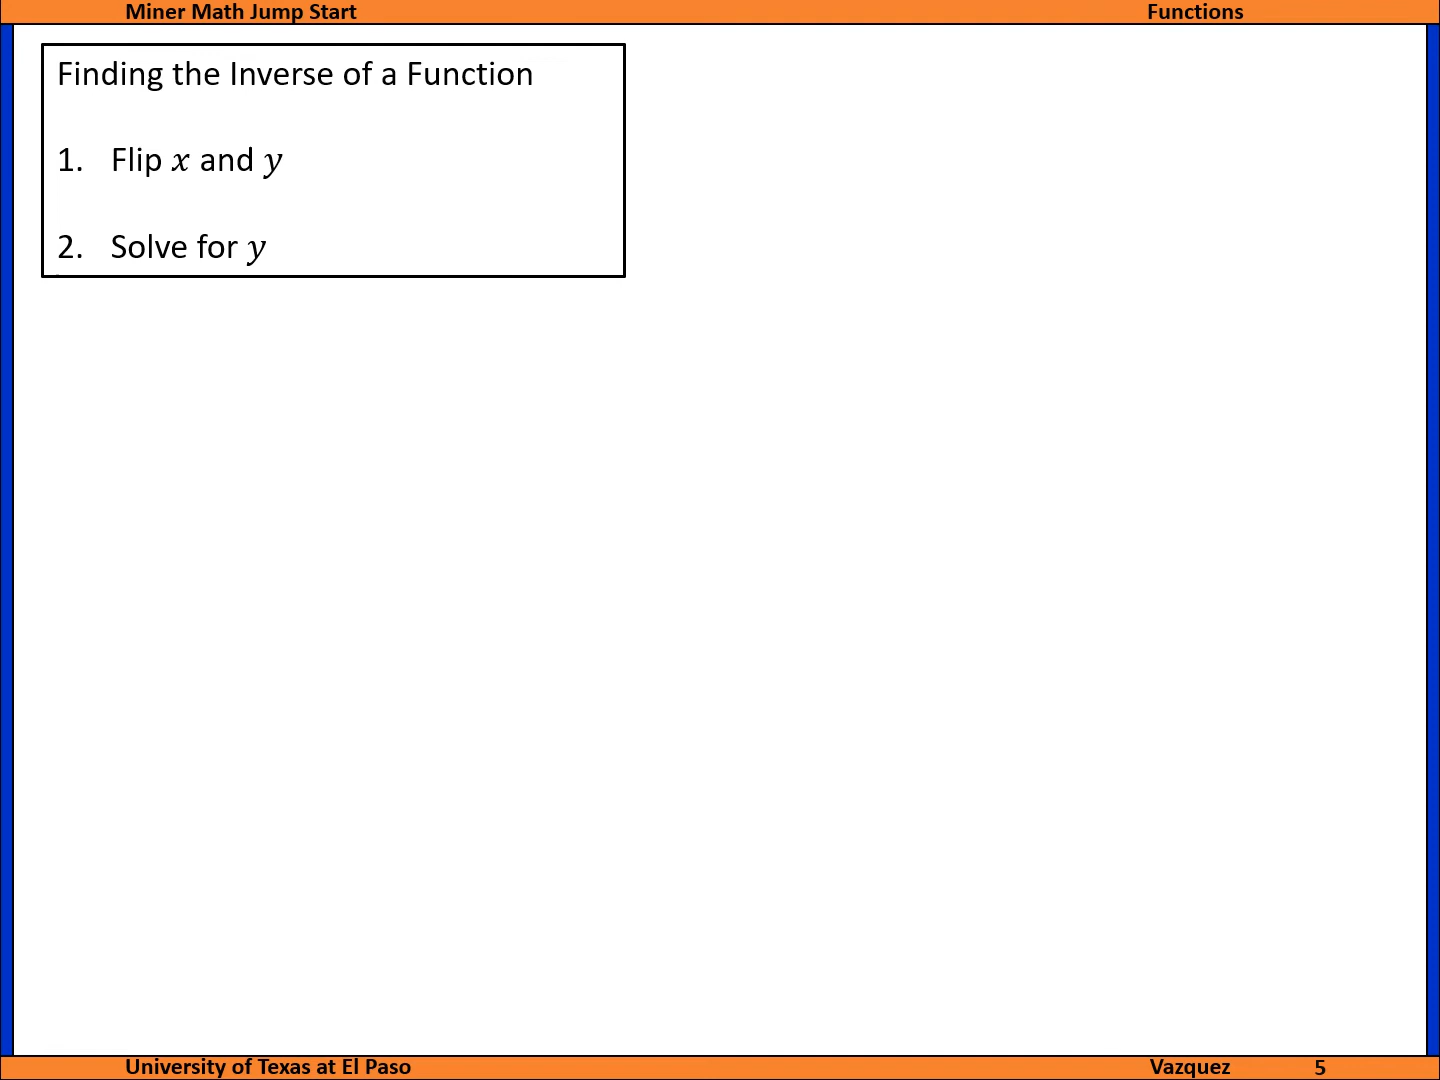 Miner Math Jump Start Functions
Finding the Inverse of a Function
1. Flip x and y
2. Solve for y
University of Texas at El Paso Vazquez 5